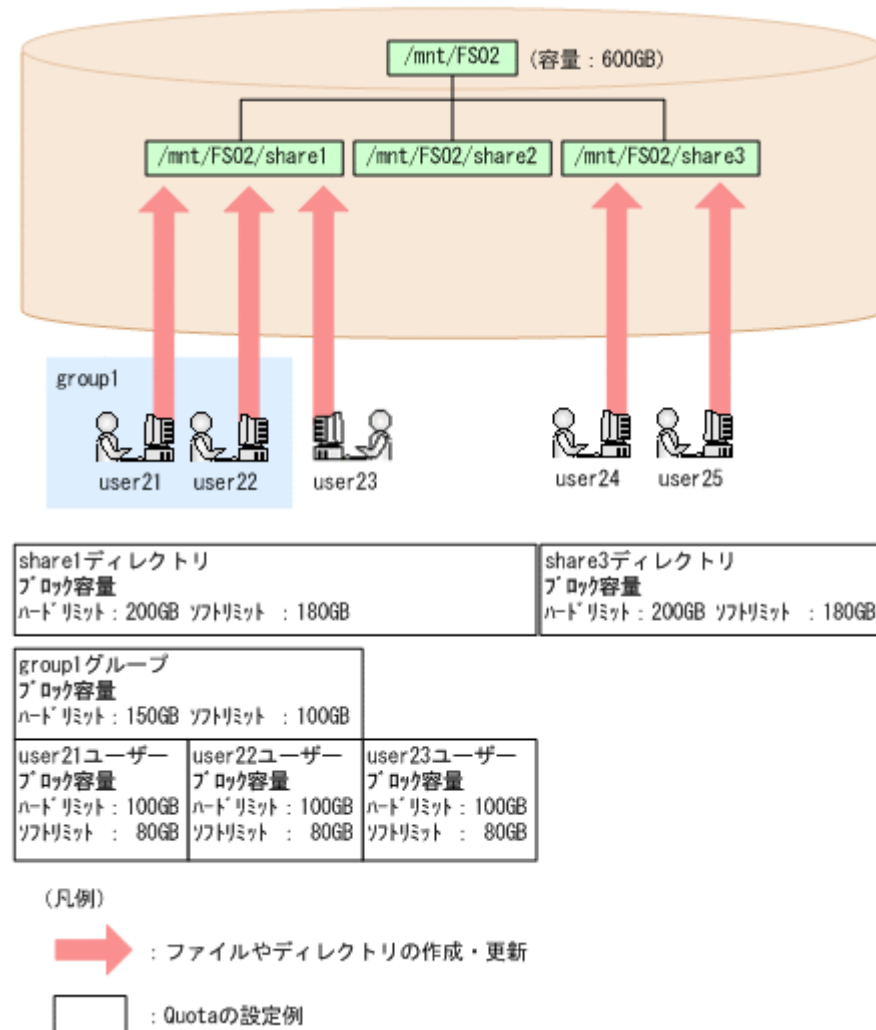 /mnt/FS02 (容量：600GB)
/mnt/FS02/share1 /mnt/FS02/share2 /mnt/FS02/share3
group1
user21 user22 user23 user24 user25
share1ディレクトリ
ﾌﾞﾛｯｸ容量
ﾊｰﾄﾞﾘﾐｯﾄ：200GB ｿﾌﾄﾘﾐｯﾄ ：180GB
share3ディレクトリ
ﾌﾞﾛｯｸ容量
ﾊｰﾄﾞﾘﾐｯﾄ：200GB ｿﾌﾄﾘﾐｯﾄ ：180GB
group1グループ
ﾌﾞﾛｯｸ容量
ﾊｰﾄﾞﾘﾐｯﾄ：150GB ｿﾌﾄﾘﾐｯﾄ ：100GB
user21ユーザー
ﾌﾞﾛｯｸ容量
ﾊｰﾄﾞﾘﾐｯﾄ：100GB
ｿﾌﾄﾘﾐｯﾄ ： 80GB
user22ユーザー
ﾌﾞﾛｯｸ容量
ﾊｰﾄﾞﾘﾐｯﾄ：100GB
ｿﾌﾄﾘﾐｯﾄ ： 80GB
user23ユーザー
ﾌﾞﾛｯｸ容量
ﾊｰﾄﾞﾘﾐｯﾄ：100GB
ｿﾌﾄﾘﾐｯﾄ ： 80GB
(凡例)
：ファイルやディレクトリの作成・更新
：Quotaの設定例